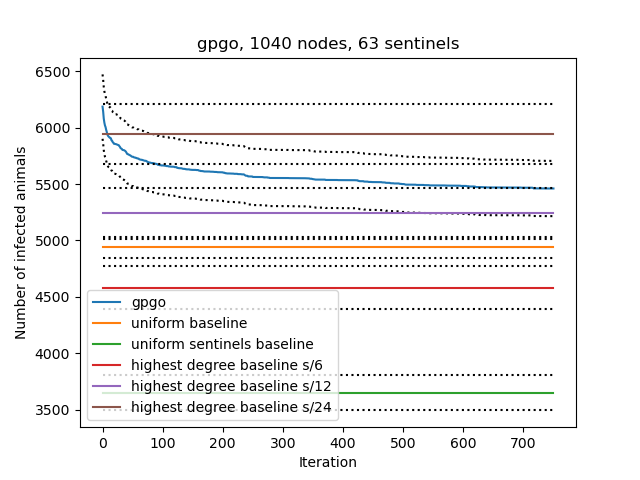 gpgo, 1040 nodes, 63 sentinels
Number of infected animals
6500
6000
5500
5000
4500
4000
3500
gpgo
uniform baseline
uniform sentinels baseline
highest degree baseline s/6
highest degree baseline s/12
highest degree baseline s/24
0 100 200 300 400 500 600 700
Iteration